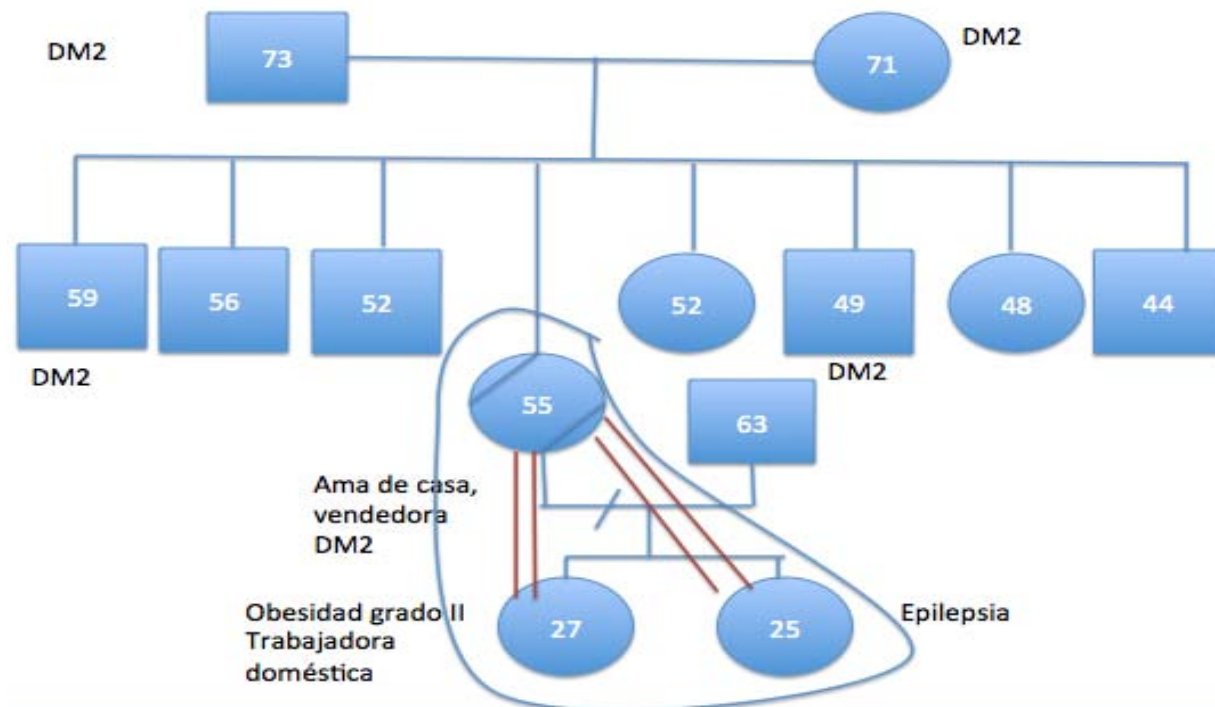 DM2
73
71
DM2
59
56
52
52
49
48
44
DM2
DM2
55
63
Ama de casa,
vendedora
DM2
Obesidad grado II
Trabajadora
doméstica
27
25
Epilepsia